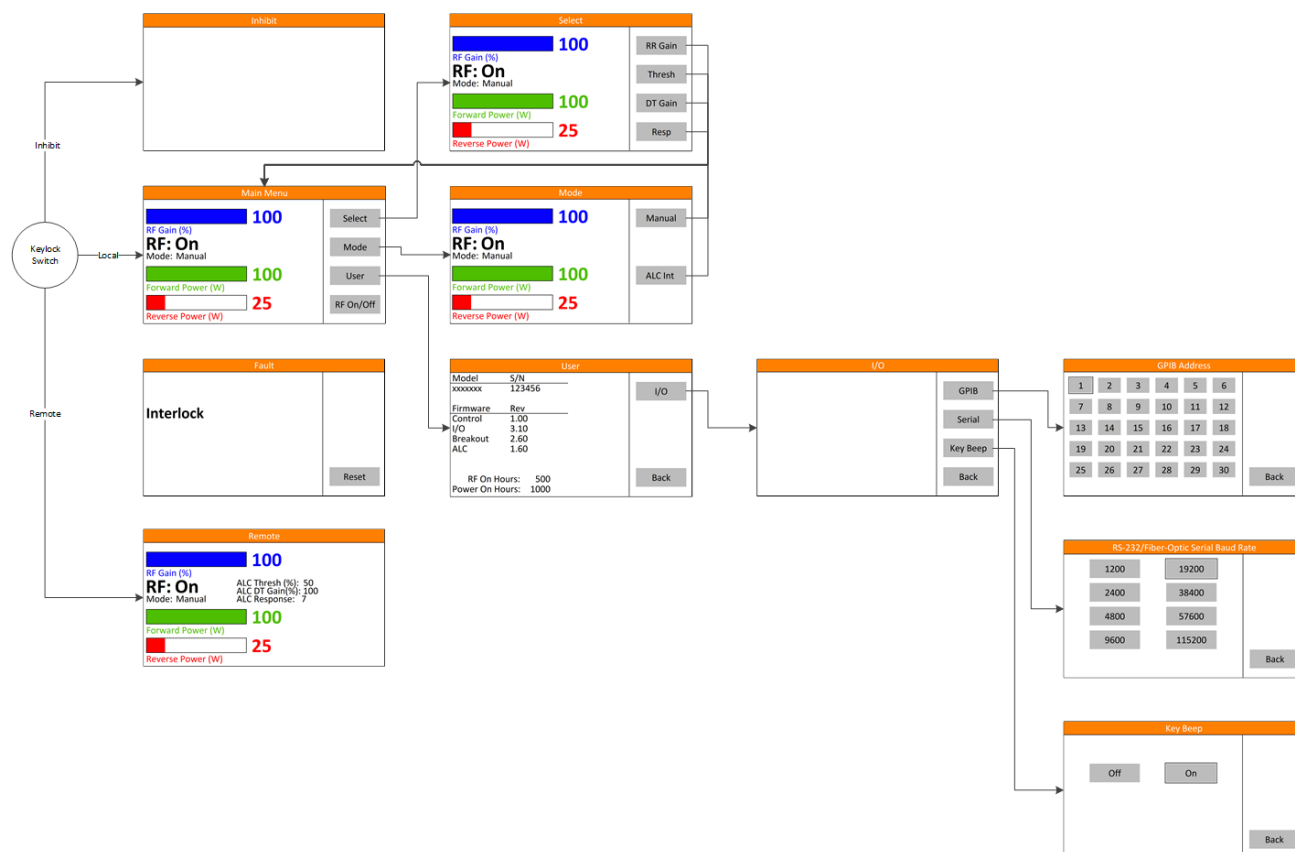 Inhibit
Select
100
RF Gain (%)
RF: On
Mode: Manual
100
Forward Power (W)
25
Reverse Power (W)
RR Gain
Thresh
DT Gain
Resp
Inhibit
Keylock
Switch
Local
Remote
Main Menu
100
RF Gain (%)
RF: On
Mode: Manual
100
Forward Power (W)
25
Reverse Power (W)
Select
Mode
User
RF On/Off
Mode
100
RF Gain (%)
RF: On
Mode: Manual
100
Forward Power (W)
25
Reverse Power (W)
Manual
ALC Int
Fault
Interlock
Reset
User
Model S/N
xxxxxxx 123456
Firmware Rev
Control 1.00
I/O 3.10
Breakout 2.60
ALC 1.60
RF On Hours: 500
Power On Hours: 1000
I/O
Back
I/O
GPIB
Serial
Key Beep
Back
GPIB Address
1 2 3 4 5 6
7 8 9 10 11 12
13 14 15 16 17 18
19 20 21 22 23 24
25 26 27 28 29 30
Back
Remote
100
RF Gain (%)
RF: On
Mode: Manual
ALC Thresh (%): 50
ALC DT Gain(%): 100
ALC Response: 7
100
Forward Power (W)
25
Reverse Power (W)
RS-232/Fiber-Optic Serial Baud Rate
1200 19200
2400 38400
4800 57600
9600 115200
Back
Key Beep
Off On
Back